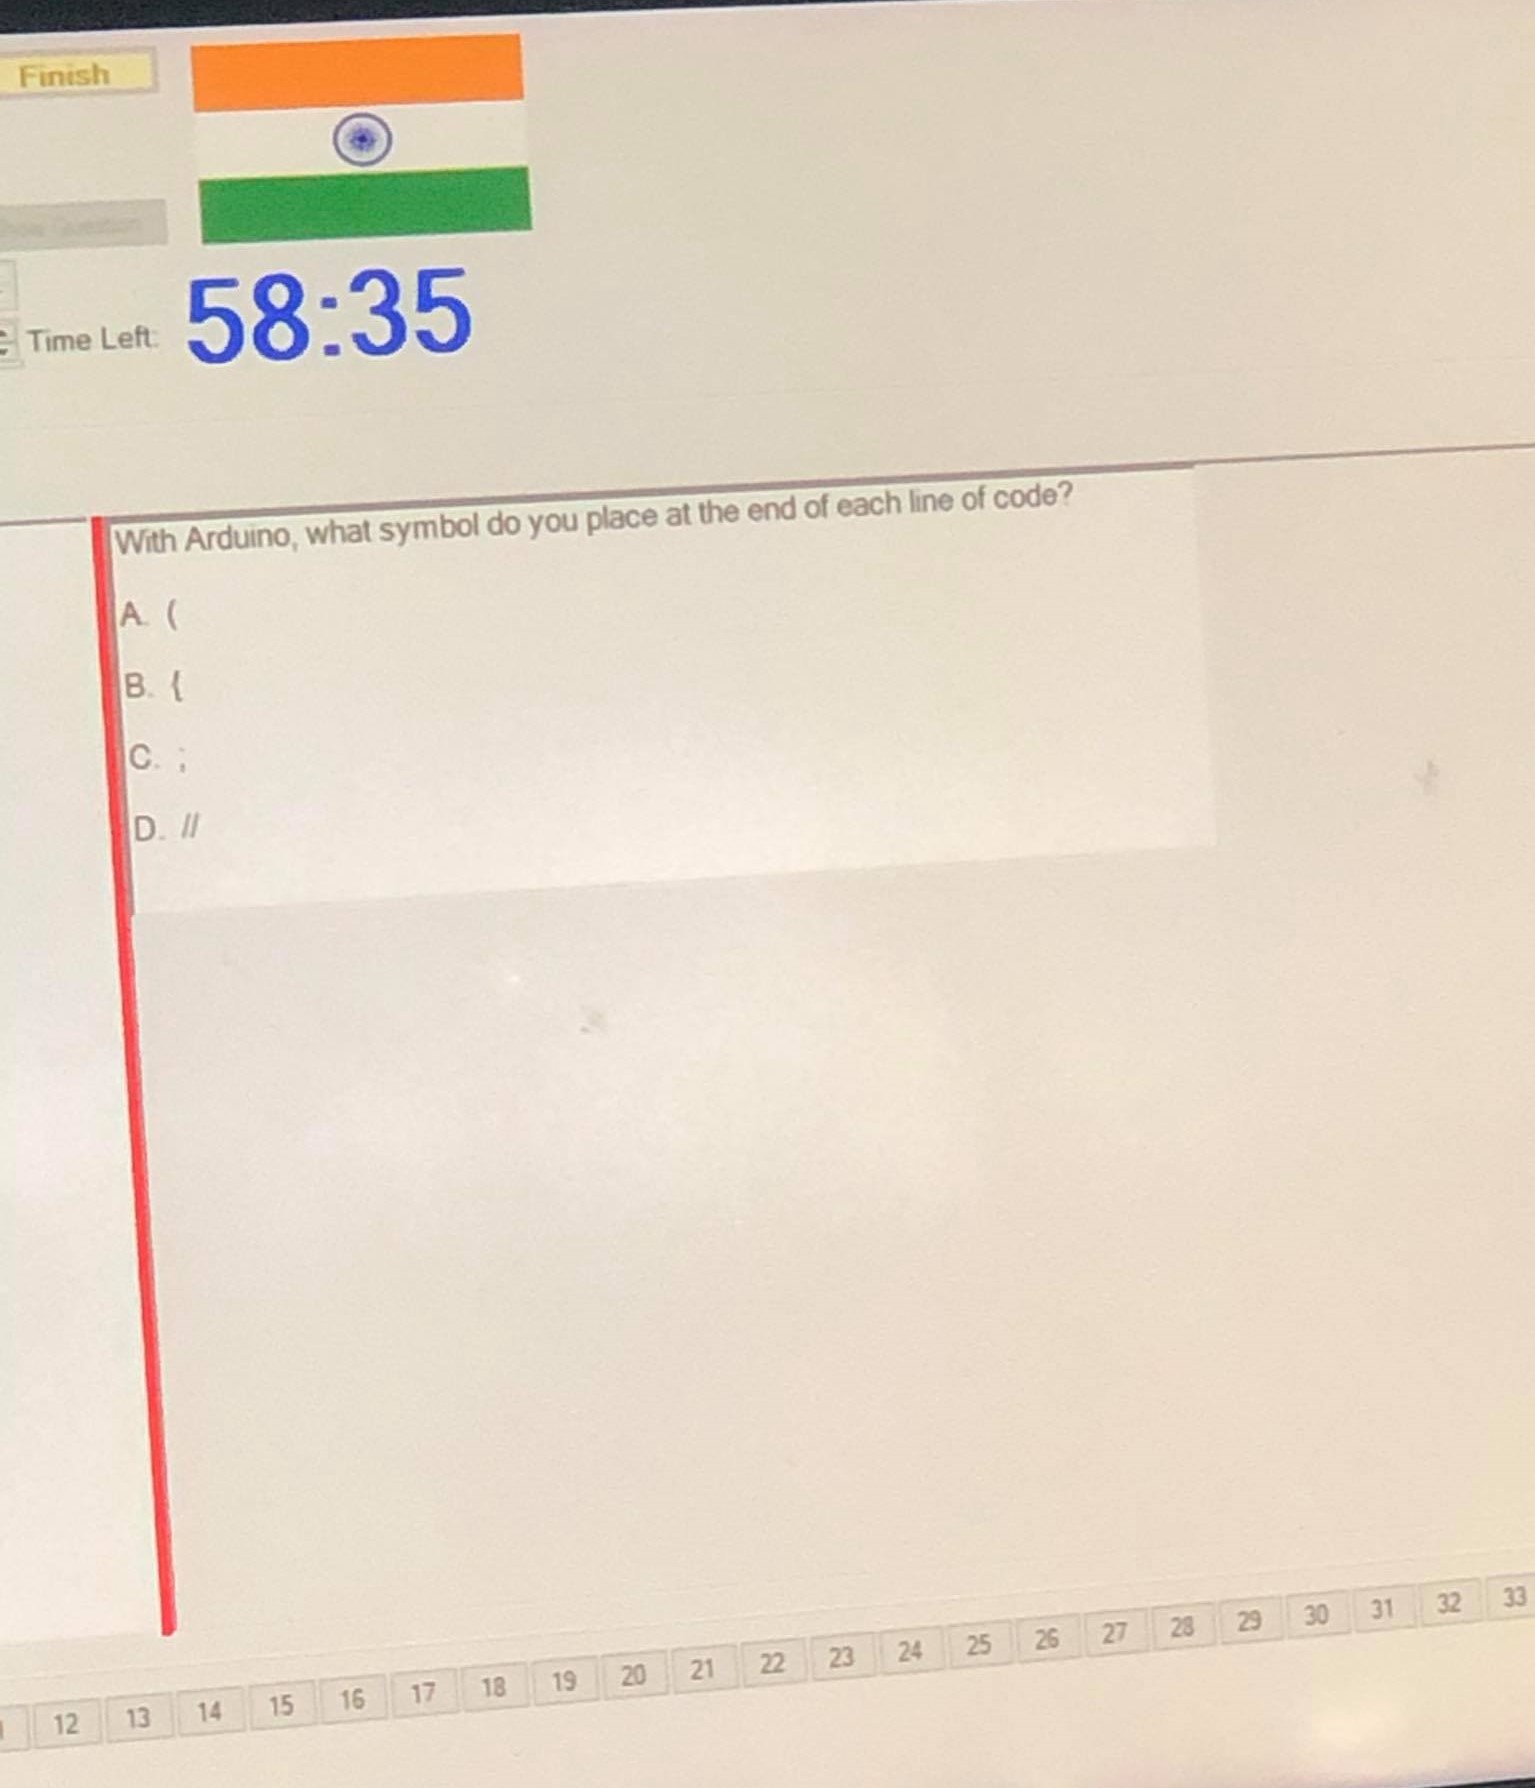 Finish
Time Left: 58:35
With Arduino, what symbol do you place at the end of each line of code?
A. (
B. {
C. ;
D. //
12 13 14 15 16 17 18 19 20 21 22 23 24 25 26 27 28 29 30 31 32 33